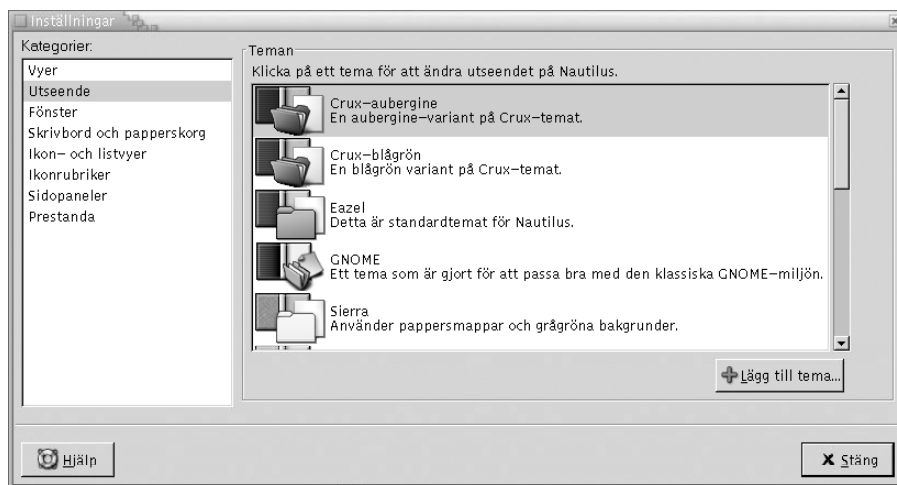 Inställningar
Kategorier:
Vyer
Utseende
Fönster
Skrivbord och papperskorg
Ikon- och listvyer
Ikonrubriker
Sidopaneler
Prestanda
Teman
Klicka på ett tema för att ändra utseendet på Nautilus.
Crux-aubergine
En aubergine-variant på Crux-temat.
Crux-blågrön
En blågrön variant på Crux-temat.
Eazel
Detta är standardtemat för Nautilus.
GNOME
Ett tema som är gjort för att passa bra med den klassiska GNOME-miljön.
Sierra
Använder pappersmappar och grågröna bakgrunder.
Lägg till tema...
Hjälp
Stäng